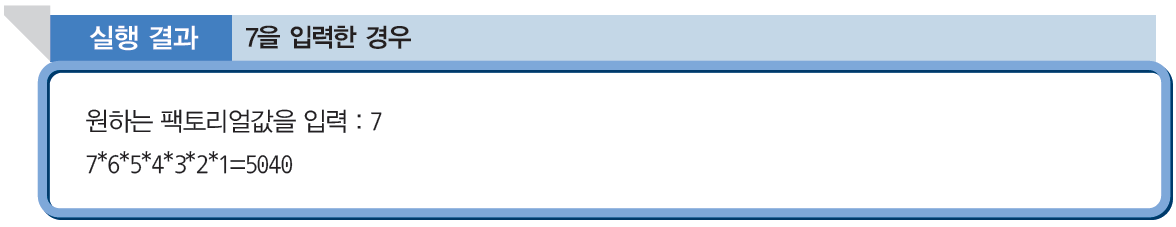 실행 결과 7을 입력한 경우
원하는 팩토리얼값을 입력 : 7
7*6*5*4*3*2*1=5040